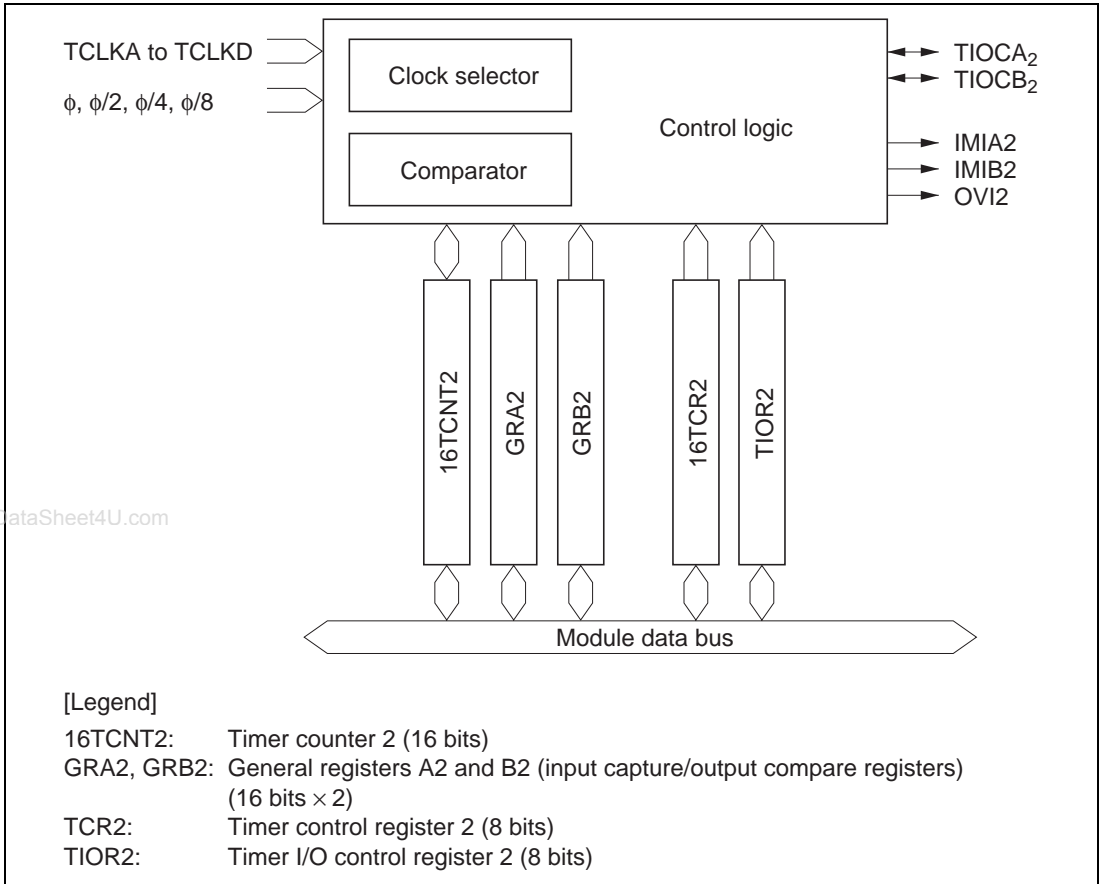 TCLKA to TCLKD
ϕ, ϕ/2, ϕ/4, ϕ/8
Clock selector
Comparator
Control logic
TIOCA2
TIOCB2
IMIA2
IMIB2
OVI2
16TCNT2
GRA2
GRB2
16TCR2
TIOR2
DataSheet4U.com
Module data bus
[Legend]
16TCNT2: Timer counter 2 (16 bits)
GRA2, GRB2: General registers A2 and B2 (input capture/output compare registers)
(16 bits × 2)
TCR2: Timer control register 2 (8 bits)
TIOR2: Timer I/O control register 2 (8 bits)